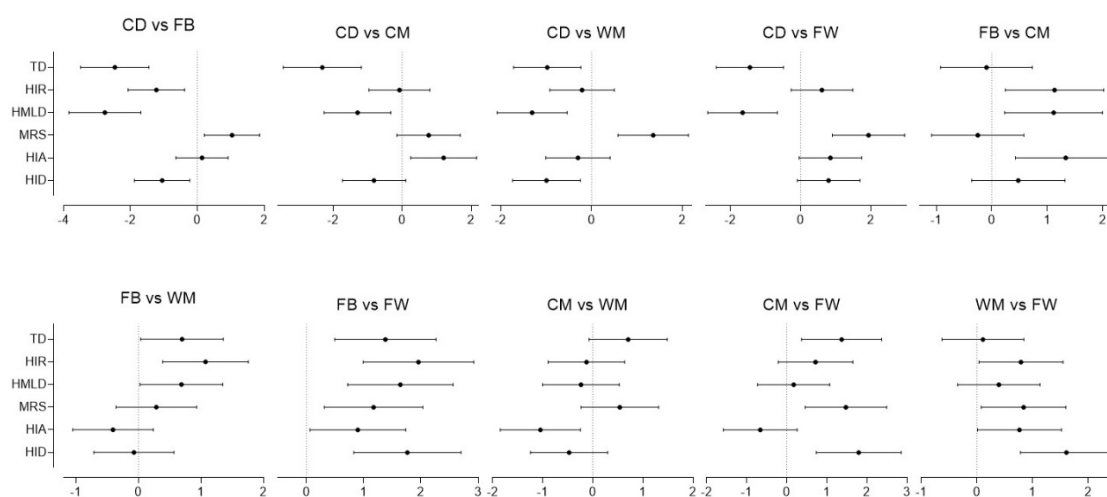 CD vs FB
CD vs CM
CD vs WM
CD vs FW
FB vs CM
TD
HIR
HMLD
MRS
HIA
HID
-4 -2 0 2
-2 0 2
-2 -1 0 1 2
-2 0 2
-1 0 1 2
FB vs WM
FB vs FW
CM vs WM
CM vs FW
WM vs FW
TD
HIR
HMLD
MRS
HIA
HID
-1 0 1 2
0 1 2 3
-2 -1 0 1 2
-2 -1 0 1 2 3
-1 0 1 2